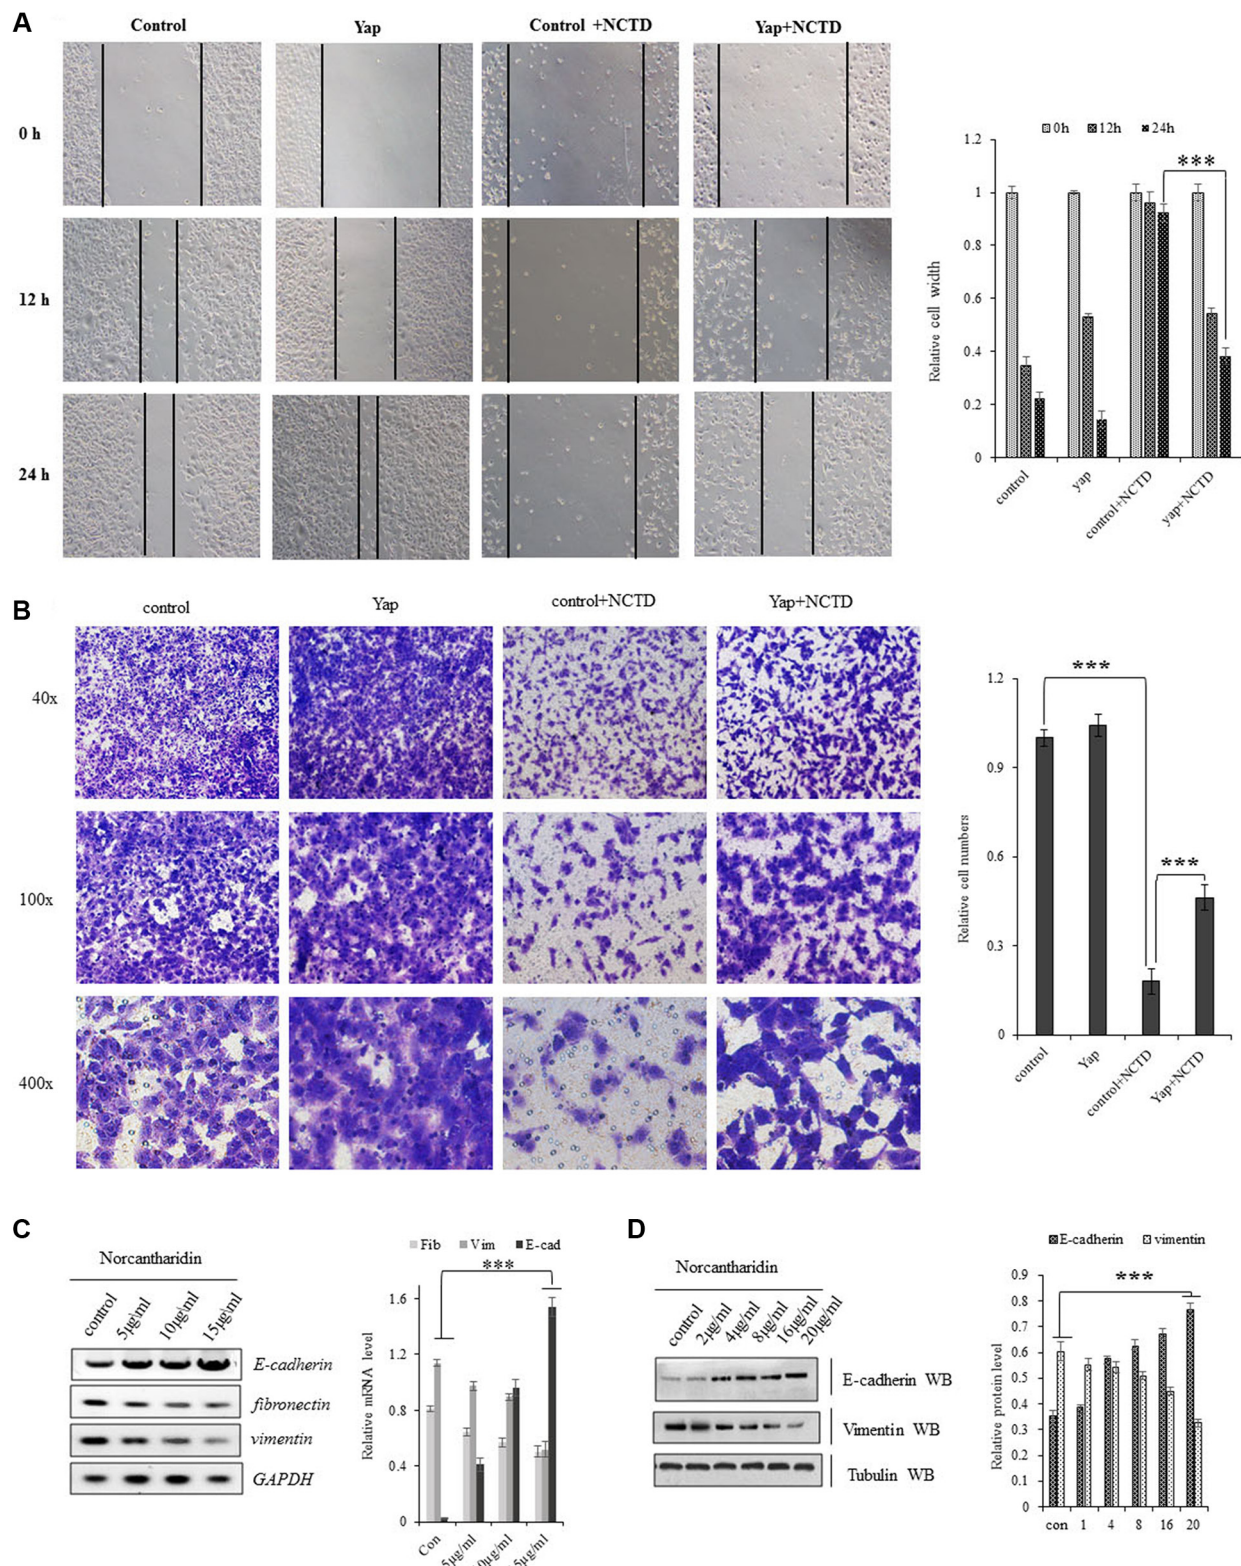 A
Control Yap Control +NCTD Yap+NCTD
0 h
12 h
24 h
0h 12h 24h
***
Relative cell width
1.2
1
0.8
0.6
0.4
0.2
0
control yap control+NCTD yap+NCTD
B
control Yap control+NCTD Yap+NCTD
40x
100x
400x
***
***
Relative cell numbers
1.2
0.9
0.6
0.3
0
control Yap control+NCTD Yap+NCTD
C
Norcantharidin
control 5μg\ml 10μg\ml 15μg\ml
E-cadherin
fibronectin
vimentin
GAPDH
Fib Vim E-cad
***
Relative mRNA level
1.6
1.2
0.8
0.4
0
Con 5μg/ml 0μg/ml 5μg/ml
D
Norcantharidin
control 2μg/ml 4μg/ml 8μg/ml 16μg/ml 20μg/ml
E-cadherin WB
Vimentin WB
Tubulin WB
E-cadherin vimentin
***
Relative protein level
0.9
0.8
0.7
0.6
0.5
0.4
0.3
0.2
0.1
0
con 1 4 8 16 20